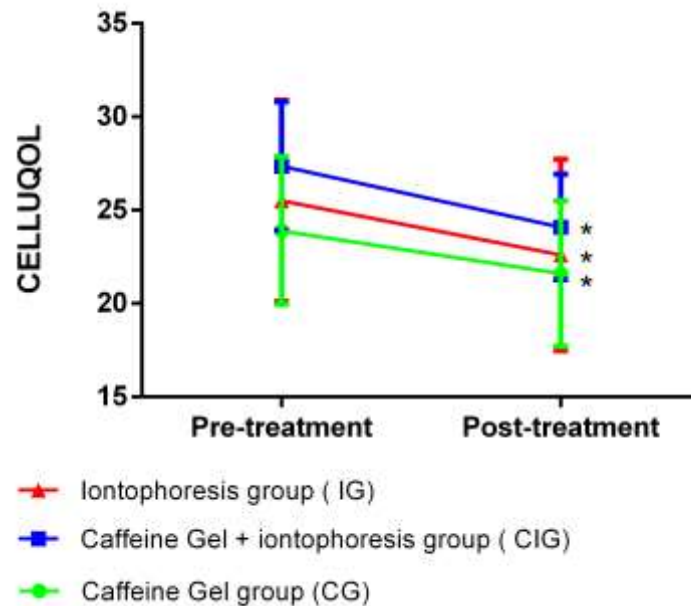 CELLUQOL
35
30
25
20
15
*
*
*
Pre-treatment Post-treatment
Iontophoresis group ( IG)
Caffeine Gel + iontophoresis group ( CIG)
Caffeine Gel group (CG)